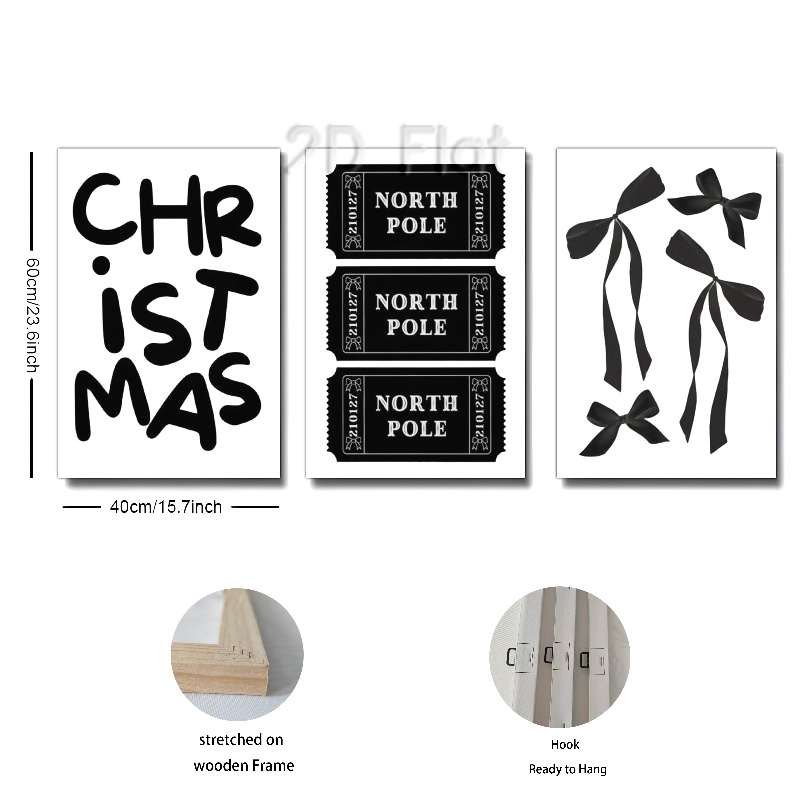 2D Flat
CHR
iST
MAS
NORTH
POLE
210127
210127
NORTH
POLE
210127
210127
NORTH
POLE
210127
210127
60cm/23.6inch
40cm/15.7inch
stretched on
wooden Frame
Hook
Ready to Hang